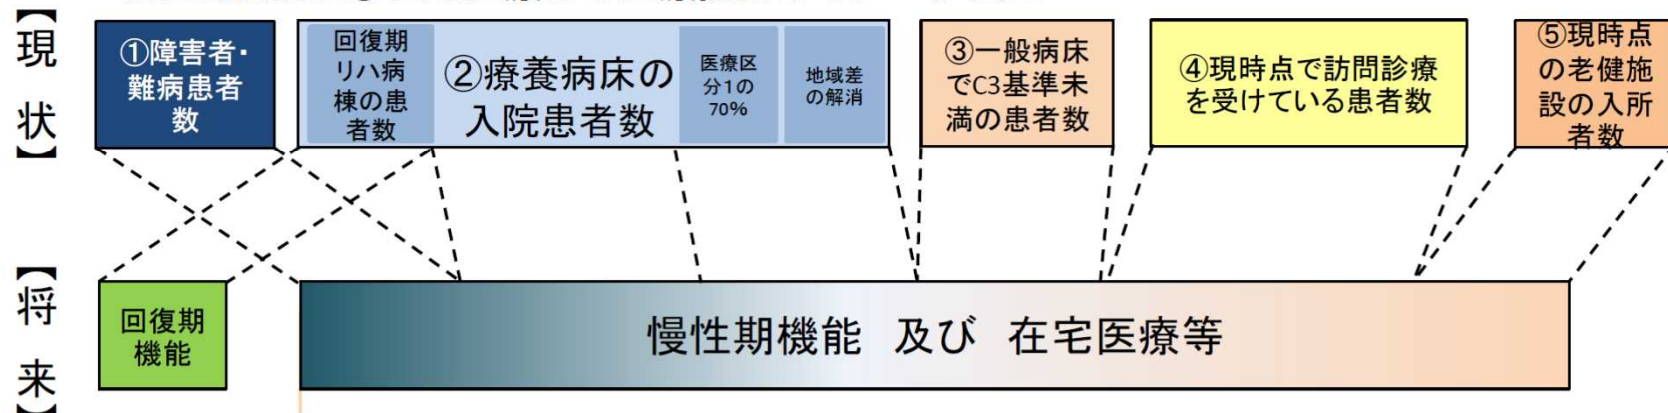 【現状】
①障害者・
難病患者
数
回復期
リハ病
棟の患
者数
②療養病床の
入院患者数
医療区
分1の
70%
地域差
の解消
③一般病床
でC3基準未
満の患者数
④現時点で訪問診療
を受けている患者数
⑤現時点
の老健施
設の入所
者数
【将来】
回復期
機能
慢性期機能 及び 在宅医療等